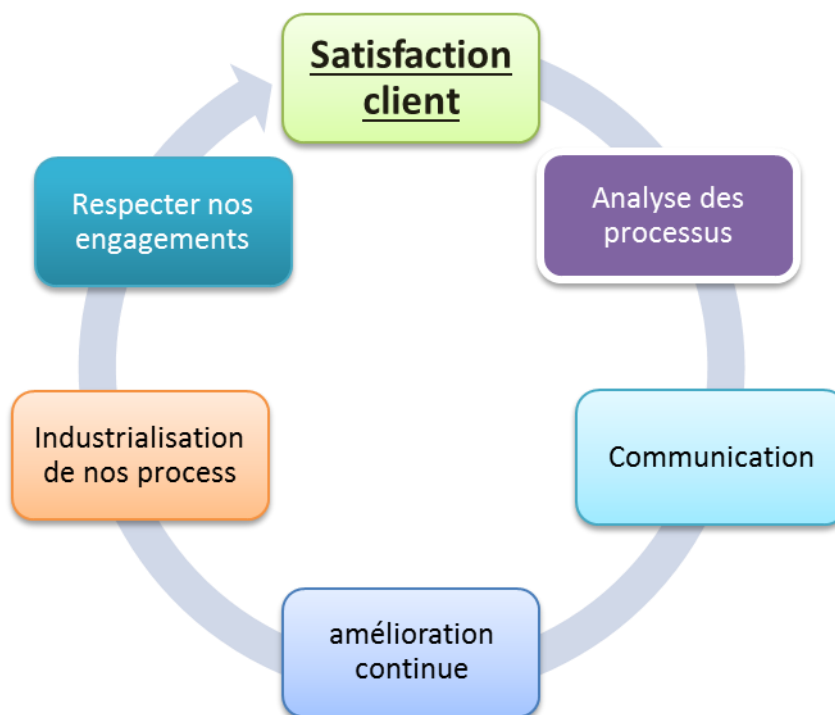 Satisfaction
client
Analyse des
processus
Communication
amélioration
continue
Industrialisation
de nos process
Respecter nos
engagements